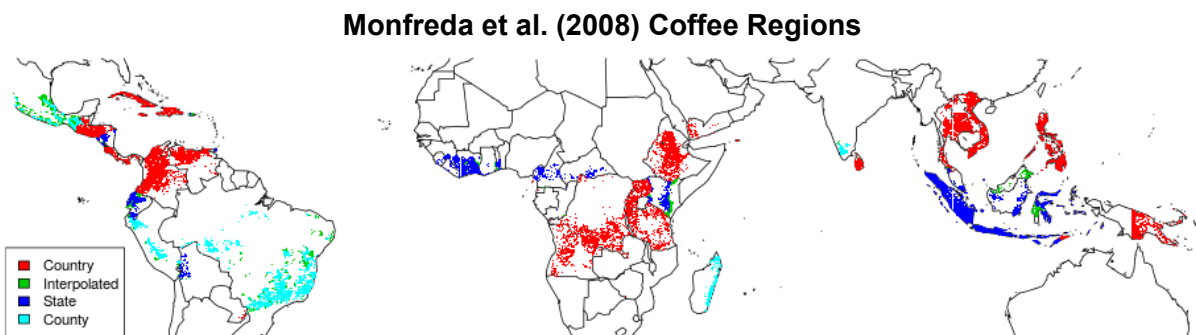 Monfreda et al. (2008) Coffee Regions
Country
Interpolated
State
County